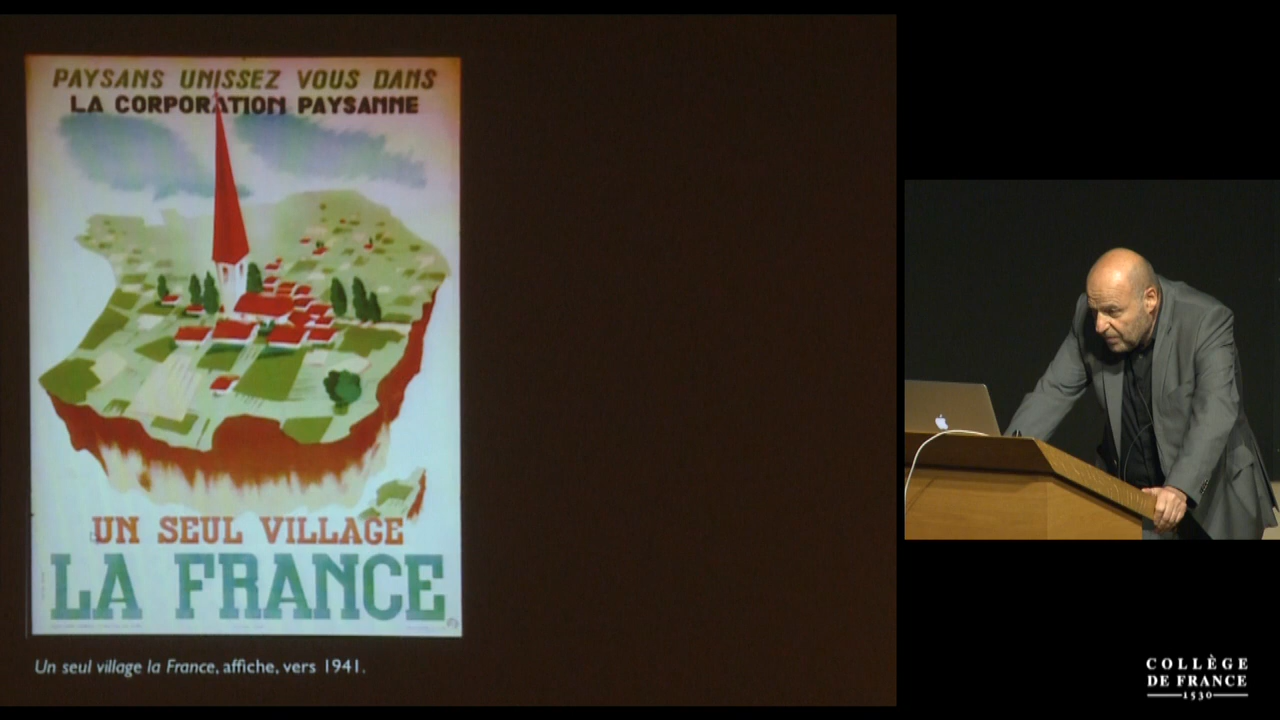 PAYSANS UNISSEZ VOUS DANS
LA CORPORATION PAYSANNE
UN SEUL VILLAGE
LA FRANCE
Un seul village la France, affiche, vers 1941.
COLLÈGE
DE FRANCE
1530